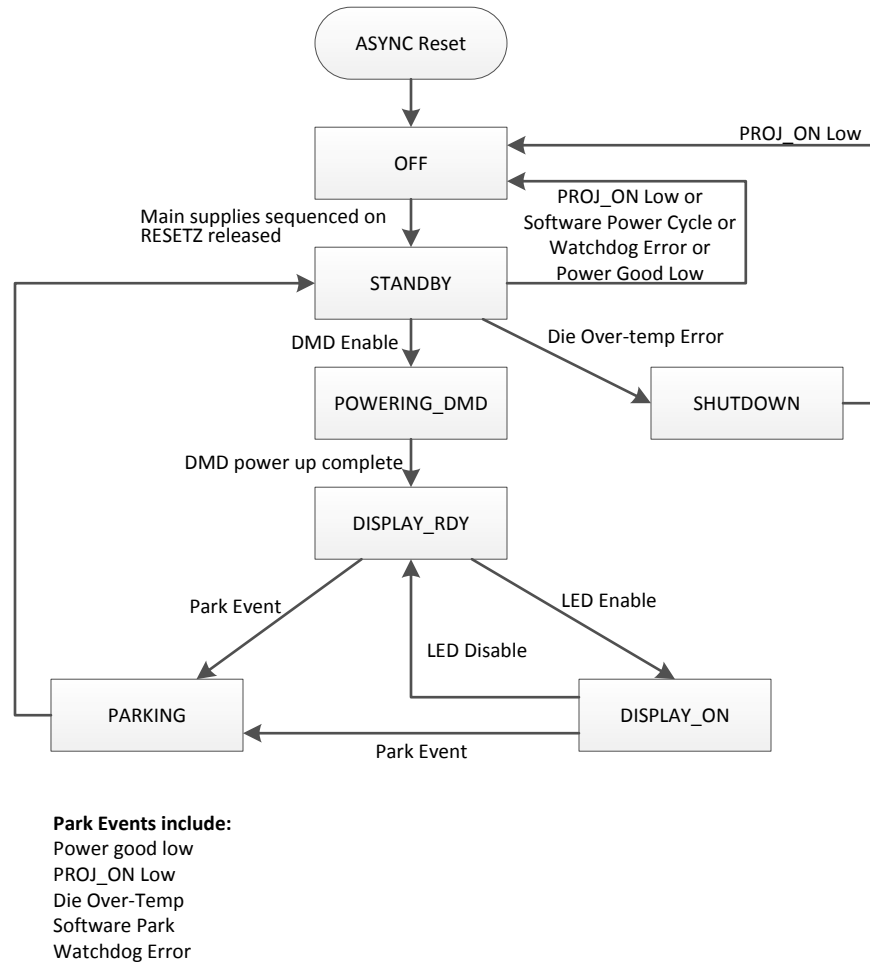 ASYNC Reset
PROJ_ON Low
OFF
PROJ_ON Low or
Software Power Cycle or
Watchdog Error or
Power Good Low
Main supplies sequenced on
RESETZ released
STANDBY
DMD Enable
Die Over-temp Error
POWERING_DMD
SHUTDOWN
DMD power up complete
DISPLAY_RDY
Park Event
LED Enable
LED Disable
PARKING
DISPLAY_ON
Park Event
Park Events include:
Power good low
PROJ_ON Low
Die Over-Temp
Software Park
Watchdog Error